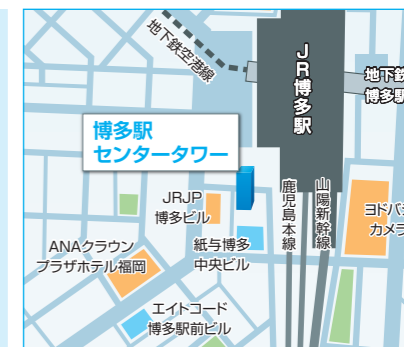 地下鉄空港線
JR博多駅
地下鉄
博多駅
博多駅
センタータワー
JRJP
博多ビル
鹿児島本線
山陽新幹線
ヨドバシ
カメラ
ANAクラウン
プラザホテル福岡
紙与博多
中央ビル
エイトコード
博多駅前ビル